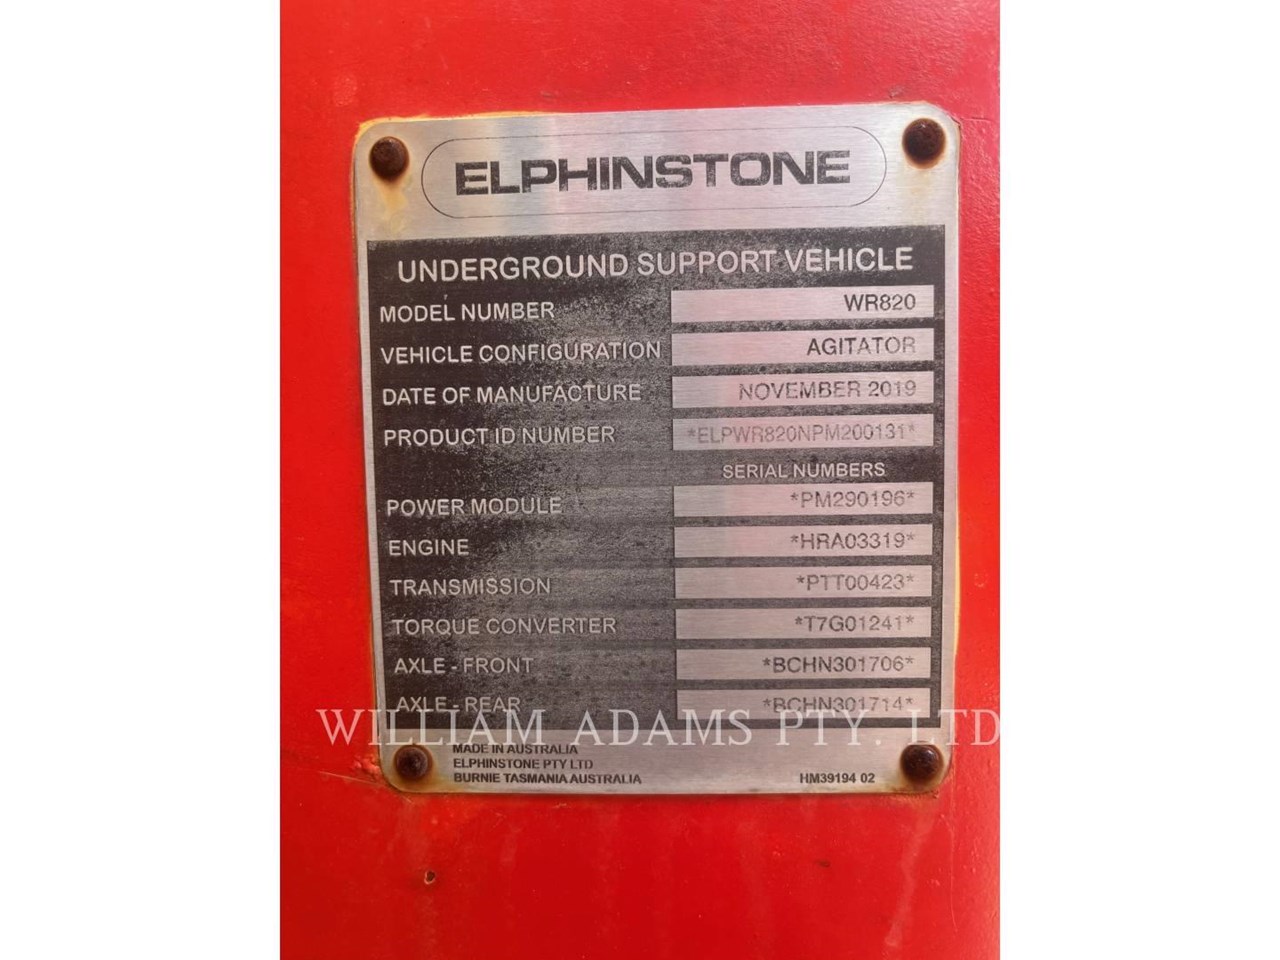 ELPHINSTONE
UNDERGROUND SUPPORT VEHICLE
MODEL NUMBER WR820
VEHICLE CONFIGURATION AGITATOR
DATE OF MANUFACTURE NOVEMBER 2019
PRODUCT ID NUMBER *ELPWR820NPM200131*
SERIAL NUMBERS
POWER MODULE *PM290196*
ENGINE *HRA03319*
TRANSMISSION *PTT00423*
TORQUE CONVERTER *T7G01241*
AXLE - FRONT *BCHN301706*
AXLE - REAR *BCHN301714*
WILLIAM ADAMS PTY. LTD
MADE IN AUSTRALIA
ELPHINSTONE PTY LTD
BURNIE TASMANIA AUSTRALIA HM39194 02